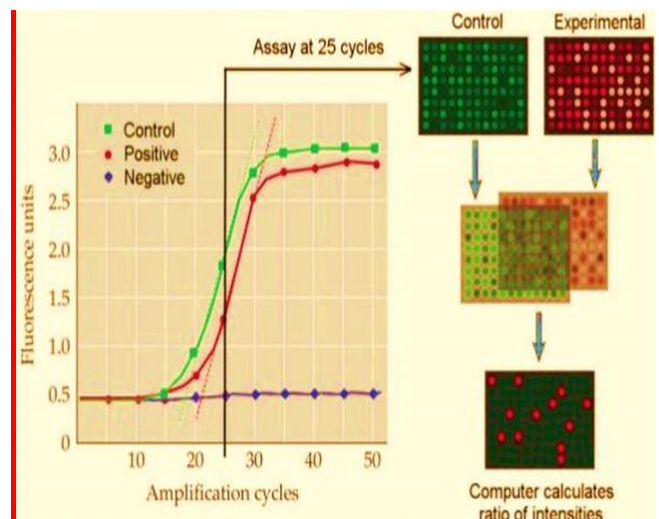 Control
Experimental
Assay at 25 cycles
Control
Positive
Negative
Fluorescence units
3.0
2.5
2.0
1.5
1.0
0.5
0
10
20
30
40
50
Amplification cycles
Computer calculates
ratio of intensities